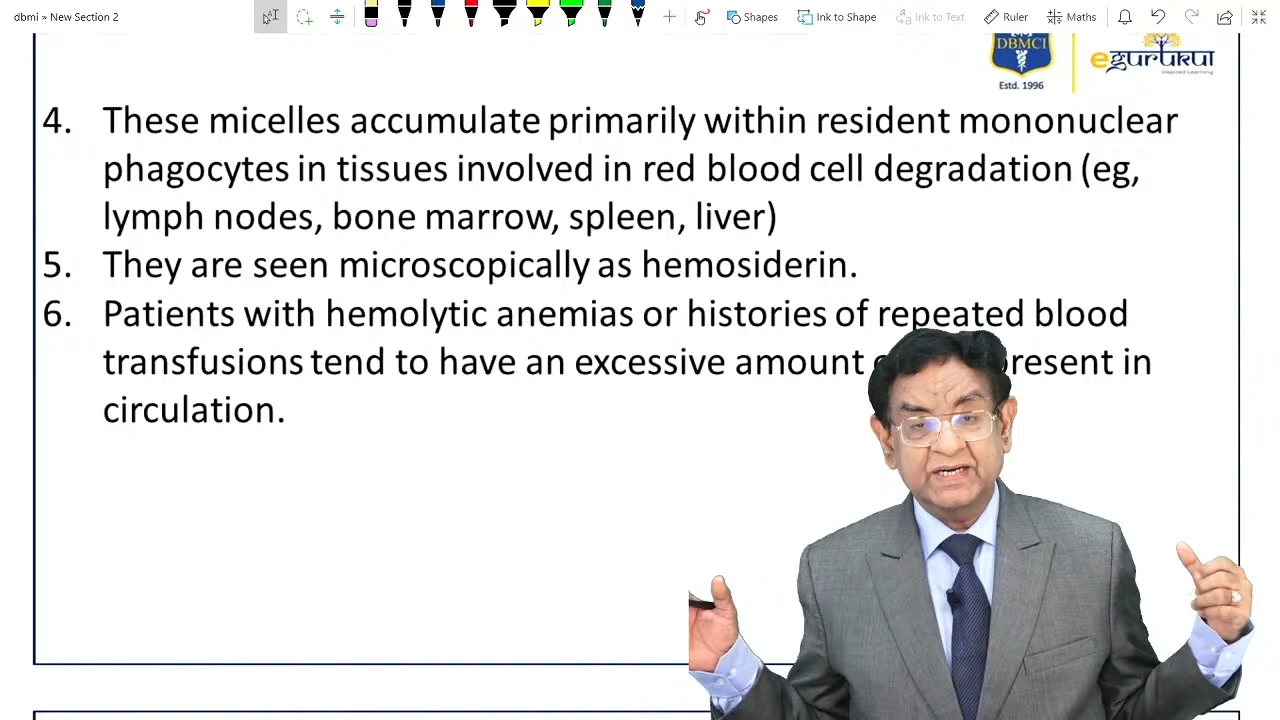 dbmi » New Section 2
Shapes
Ink to Shape
Ink to Text
Ruler
Maths
DBMCI
Estd. 1996
egurukul
Inspired Learning
4. These micelles accumulate primarily within resident mononuclear
phagocytes in tissues involved in red blood cell degradation (eg,
lymph nodes, bone marrow, spleen, liver)
5. They are seen microscopically as hemosiderin.
6. Patients with hemolytic anemias or histories of repeated blood
transfusions tend to have an excessive amount present in
circulation.